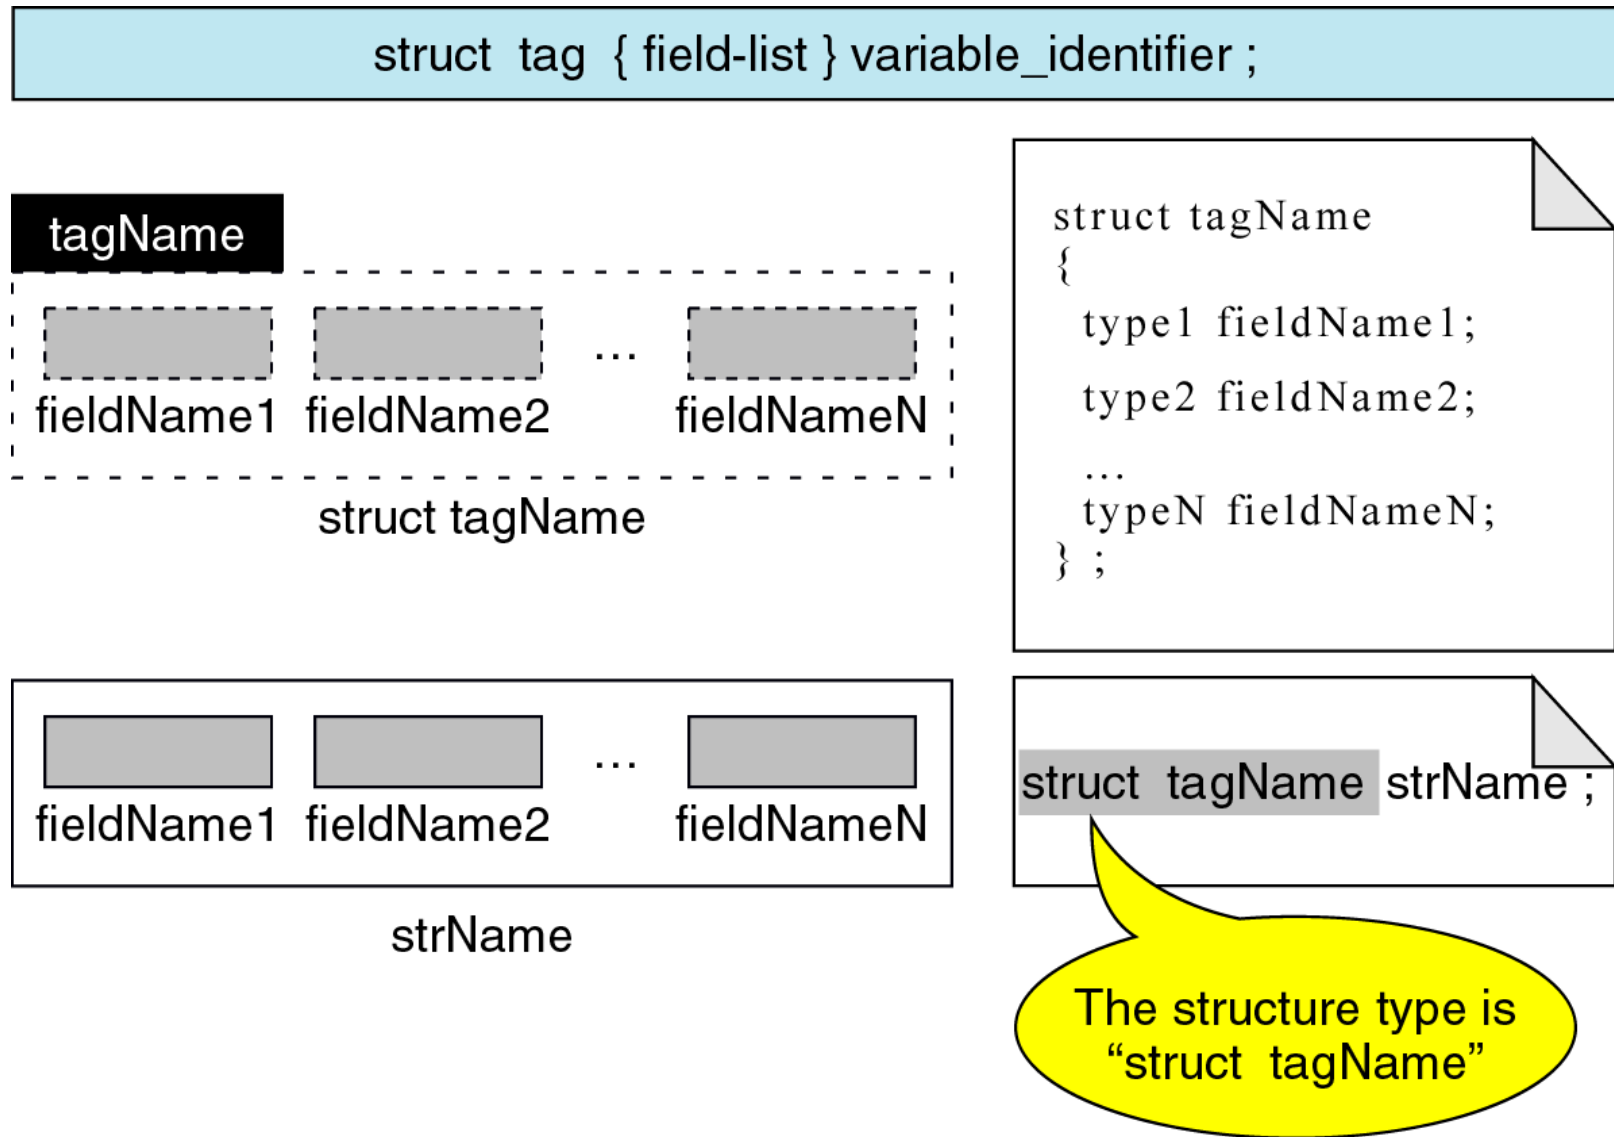 struct tag { field-list } variable_identifier ;
tagName
fieldName1 fieldName2 ... fieldNameN
struct tagName
struct tagName
{
type1 fieldName1;
type2 fieldName2;
...
typeN fieldNameN;
} ;
fieldName1 fieldName2 ... fieldNameN
strName
struct tagName strName ;
The structure type is
“struct tagName”